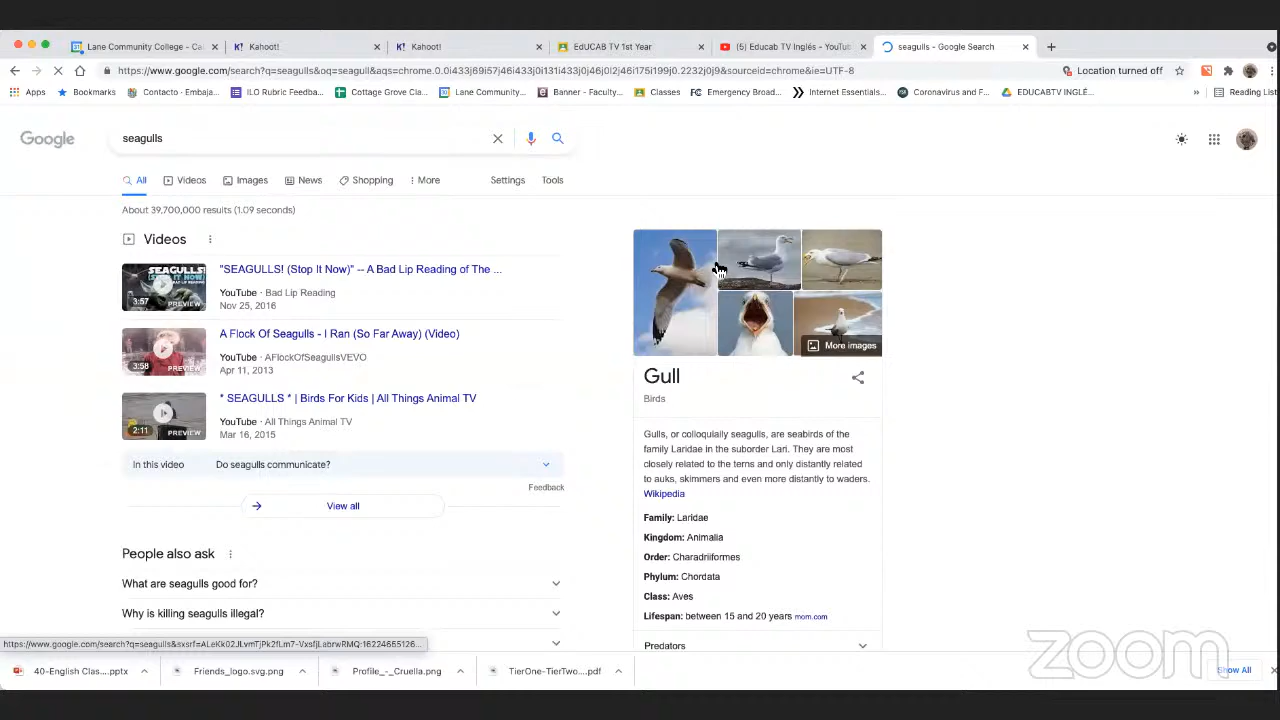 Lane Community College - Ca
Kahoot!
Kahoot!
EdUCAB TV 1st Year
(5) Educab TV Inglés - YouTub
seagulls - Google Search
https://www.google.com/search?q=seagulls&oq=seagull&aqs=chrome.0.0i433j69i57j46i433j0i131i433j0j46j0l2j46i175i199j0.2232j0j9&sourceid=chrome&ie=UTF-8
Location turned off
Apps
Bookmarks
Contacto - Embaja...
ILO Rubric Feedba...
Cottage Grove Cla...
Lane Community...
Banner - Faculty...
Classes
Emergency Broad...
Internet Essentials...
Coronavirus and F...
EDUCABTV INGLÉ...
»
Reading List
Google
seagulls
All
Videos
Images
News
Shopping
More
Settings
Tools
About 39,700,000 results (1.09 seconds)
Videos
SEAGULLS!
(STOP IT NOW)
3:57
PREVIEW
"SEAGULLS! (Stop It Now)" -- A Bad Lip Reading of The ...
YouTube · Bad Lip Reading
Nov 25, 2016
3:58
PREVIEW
A Flock Of Seagulls - I Ran (So Far Away) (Video)
YouTube · AFlockOfSeagullsVEVO
Apr 11, 2013
2:11
PREVIEW
* SEAGULLS * | Birds For Kids | All Things Animal TV
YouTube · All Things Animal TV
Mar 16, 2015
In this video
Do seagulls communicate?
Feedback
View all
People also ask
What are seagulls good for?
Why is killing seagulls illegal?
More images
Gull
Birds
Gulls, or colloquially seagulls, are seabirds of the
family Laridae in the suborder Lari. They are most
closely related to the terns and only distantly related
to auks, skimmers and even more distantly to waders.
Wikipedia
Family: Laridae
Kingdom: Animalia
Order: Charadriiformes
Phylum: Chordata
Class: Aves
Lifespan: between 15 and 20 years mom.com
Predators
40-English Clas....pptx
Friends_logo.svg.png
Profile_-_Cruella.png
TierOne-TierTwo....pdf
Show All
zoom